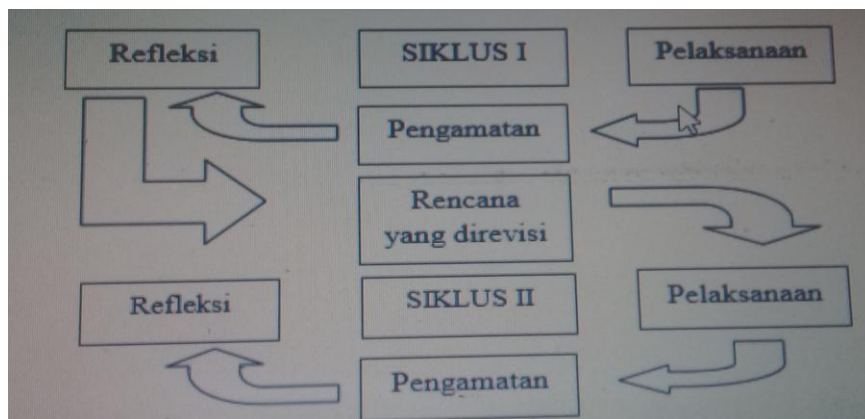 Refleksi
SIKLUS I
Pelaksanaan
Pengamatan
Rencana
yang direvisi
Refleksi
SIKLUS II
Pelaksanaan
Pengamatan